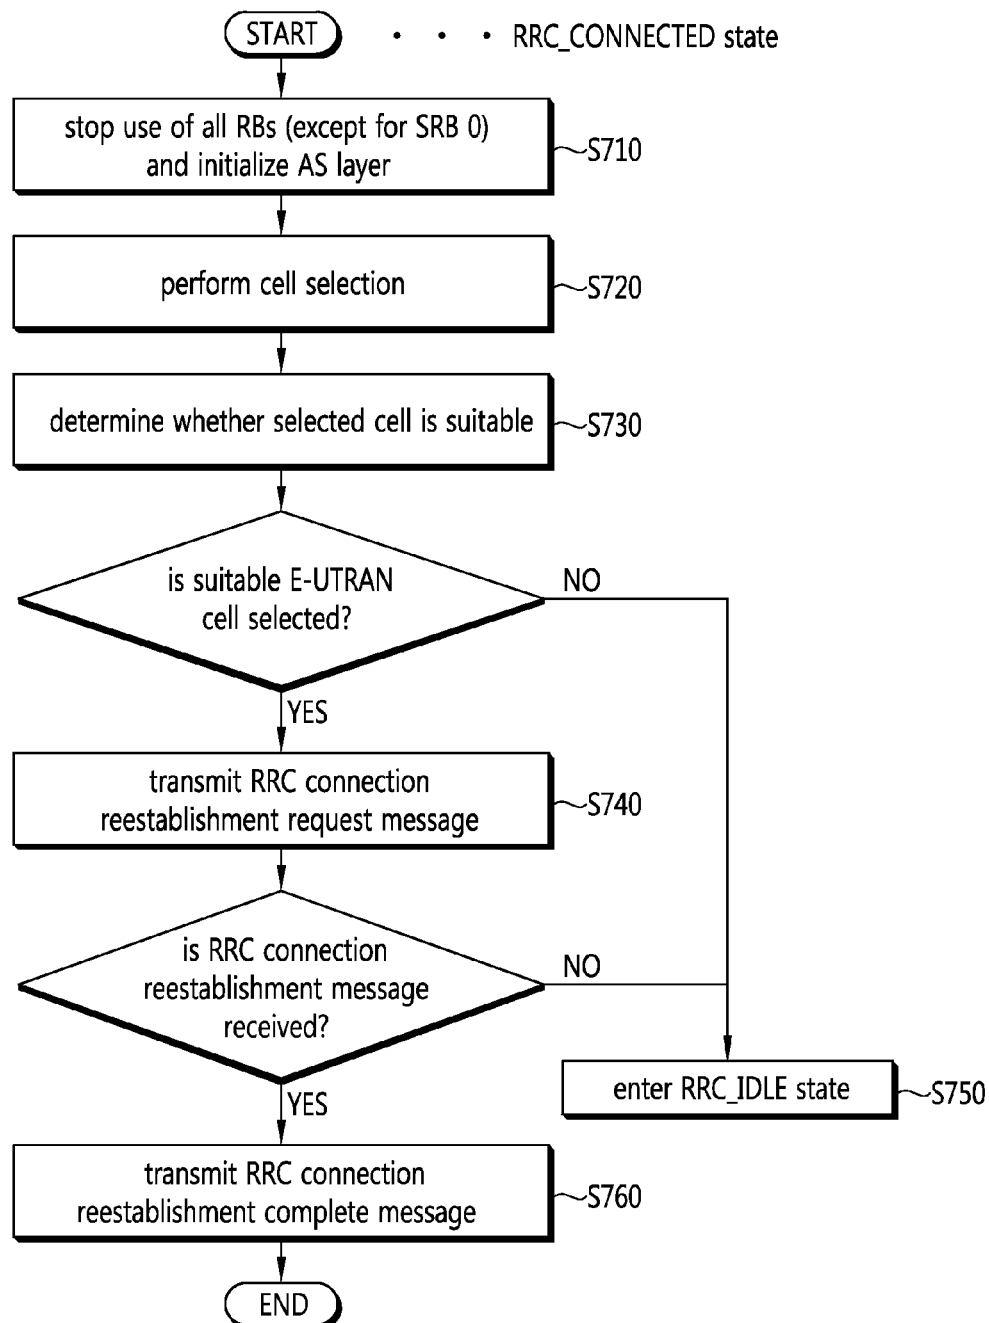 START
• • • RRC_CONNECTED state
stop use of all RBs (except for SRB 0)
and initialize AS layer
S710
perform cell selection
S720
determine whether selected cell is suitable
S730
is suitable E-UTRAN
cell selected?
NO
YES
transmit RRC connection
reestablishment request message
S740
is RRC connection
reestablishment message
received?
NO
YES
enter RRC_IDLE state
S750
transmit RRC connection
reestablishment complete message
S760
END